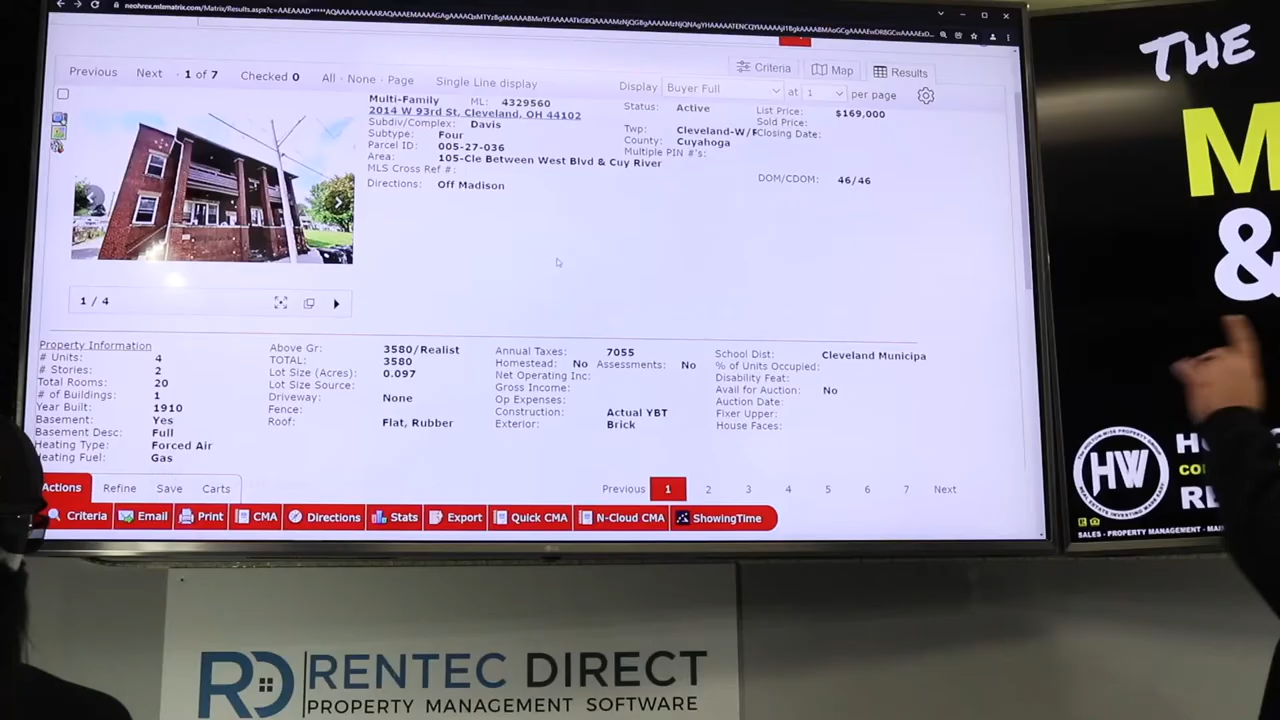 THE
M
&
Previous Next · 1 of 7 Checked 0 All · None · Page Single Line display Display Buyer Full at 1 per page
Criteria Map Results
Multi-Family ML: 4329560 Status: Active List Price: $169,000
2014 W 93rd St, Cleveland, OH 44102 Sold Price:
Subdiv/Complex: Davis Twp: Cleveland-W/F Closing Date:
Subtype: Four County: Cuyahoga
Parcel ID: 005-27-036 Multiple PIN #'s:
Area: 105-Cle Between West Blvd & Cuy River
MLS Cross Ref #:
Directions: Off Madison DOM/CDOM: 46/46
1 / 4
Property Information Above Gr: 3580/Realist Annual Taxes: 7055 School Dist: Cleveland Municipa
# Units: 4 TOTAL: 3580 Homestead: No Assessments: No % of Units Occupied:
# Stories: 2 Lot Size (Acres): 0.097 Net Operating Inc: Disability Feat:
Total Rooms: 20 Lot Size Source: Gross Income: Avail for Auction: No
# of Buildings: 1 Driveway: None Op Expenses: Auction Date:
Year Built: 1910 Fence: Construction: Actual YBT Fixer Upper:
Basement: Yes Roof: Flat, Rubber Exterior: Brick House Faces:
Basement Desc: Full
Heating Type: Forced Air
Heating Fuel: Gas
Actions Refine Save Carts Previous 1 2 3 4 5 6 7 Next
Criteria Email Print CMA Directions Stats Export Quick CMA N-Cloud CMA ShowingTime
HW
CO
RE
SALES - PROPERTY MANAGEMENT - MAI
RD RENTEC DIRECT
PROPERTY MANAGEMENT SOFTWARE